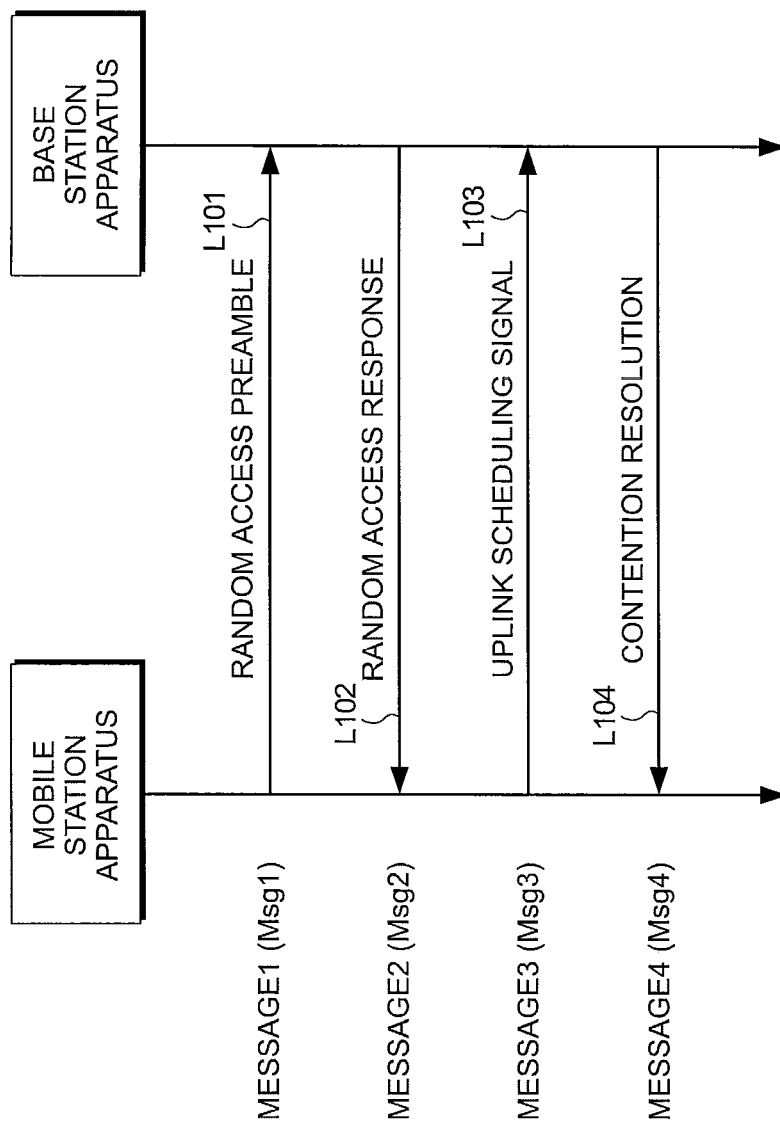 MOBILE
STATION
APPARATUS
BASE
STATION
APPARATUS
MESSAGE1 (Msg1)
RANDOM ACCESS PREAMBLE
L101
MESSAGE2 (Msg2)
L102
RANDOM ACCESS RESPONSE
MESSAGE3 (Msg3)
UPLINK SCHEDULING SIGNAL
L103
MESSAGE4 (Msg4)
L104
CONTENTION RESOLUTION